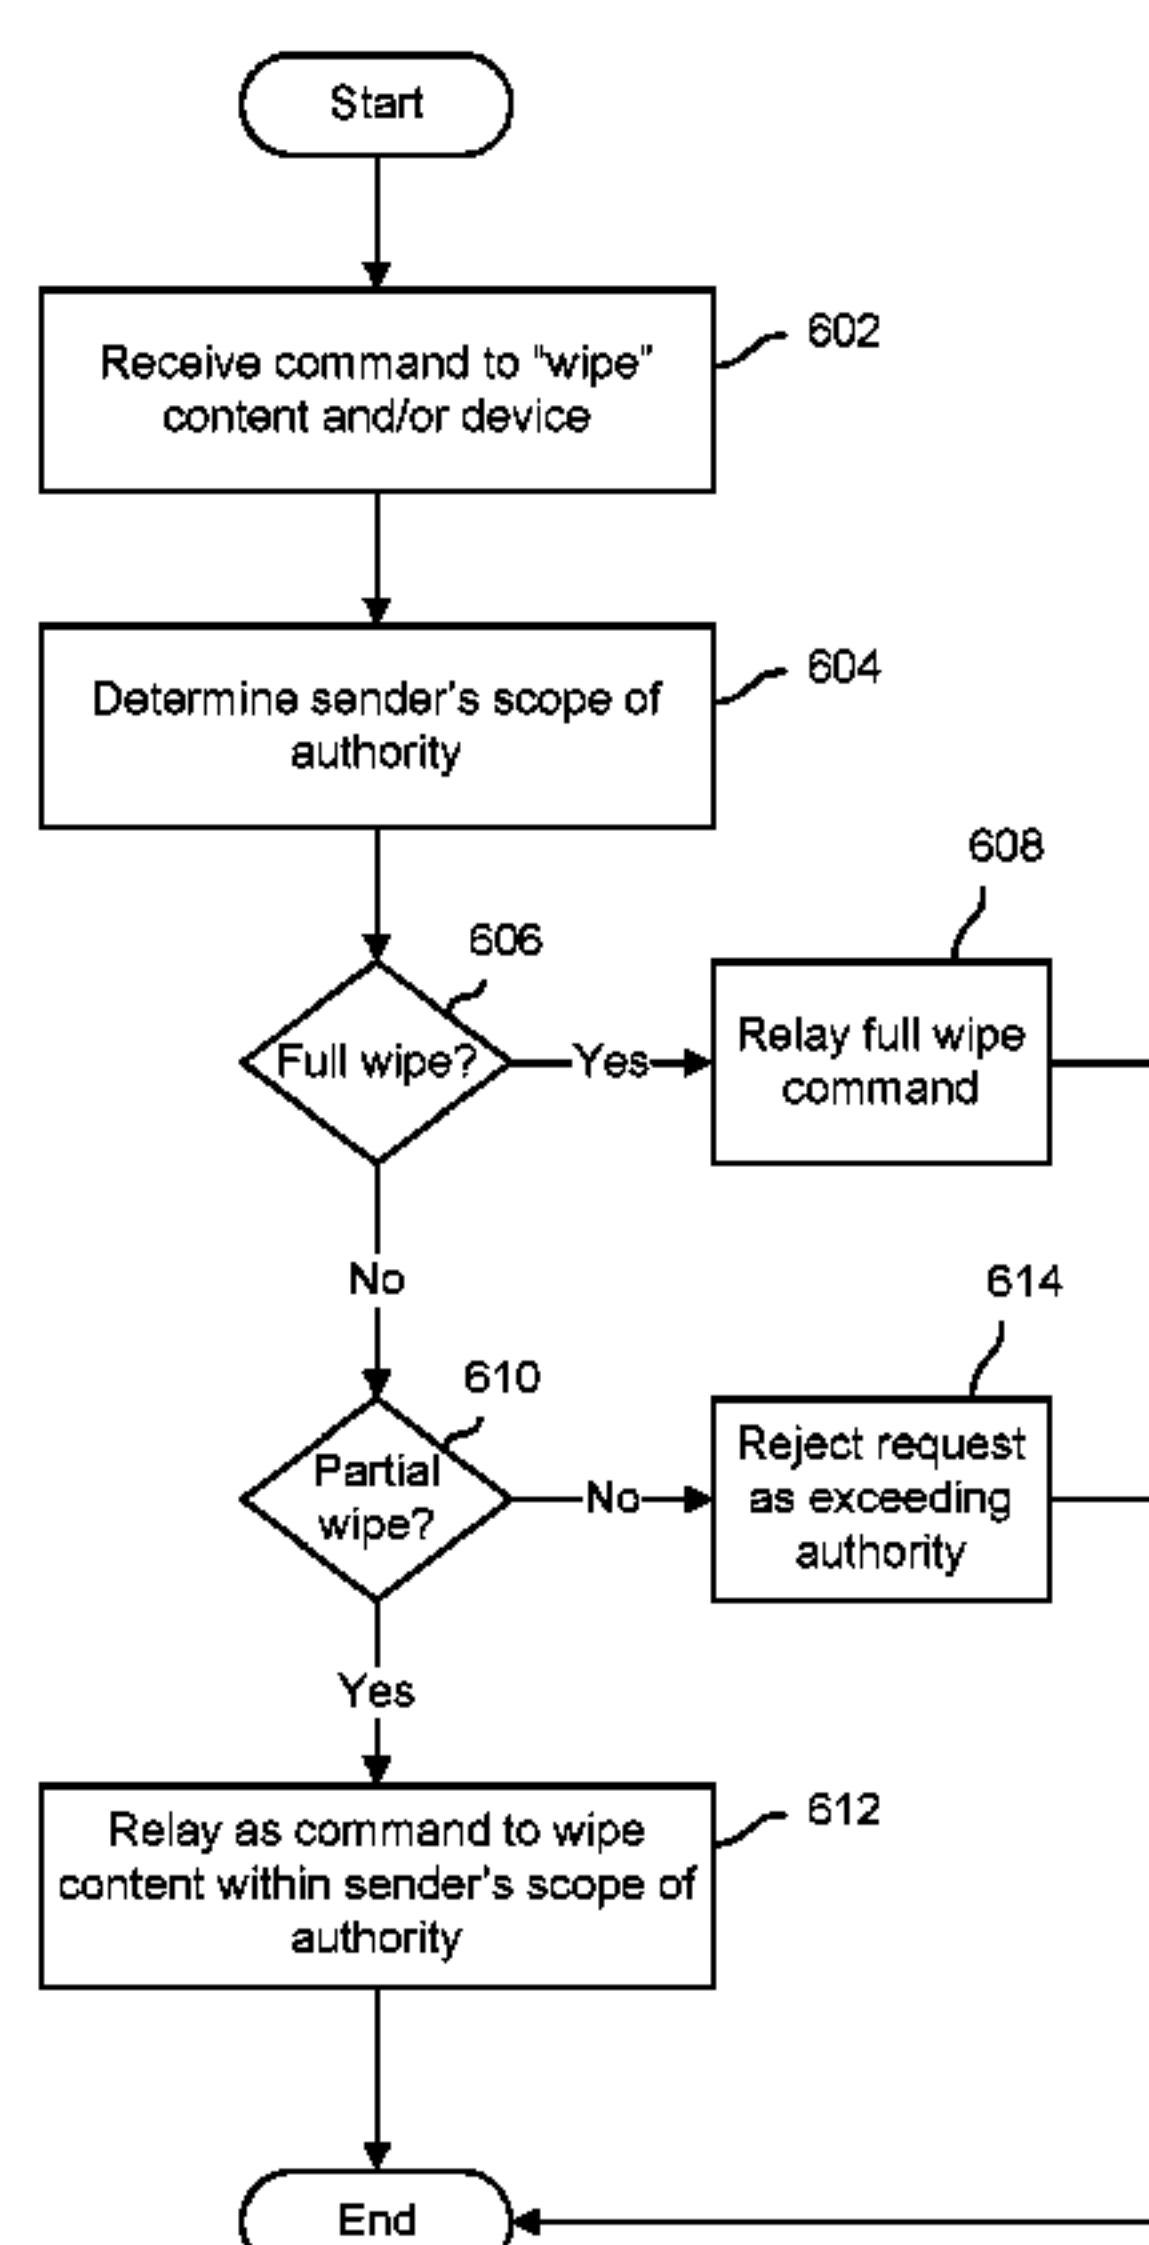 Start
Receive command to "wipe"
content and/or device
602
Determine sender's scope of
authority
604
606
Full wipe?
Yes
608
Relay full wipe
command
No
610
Partial
wipe?
No
614
Reject request
as exceeding
authority
Yes
612
Relay as command to wipe
content within sender's scope of
authority
End